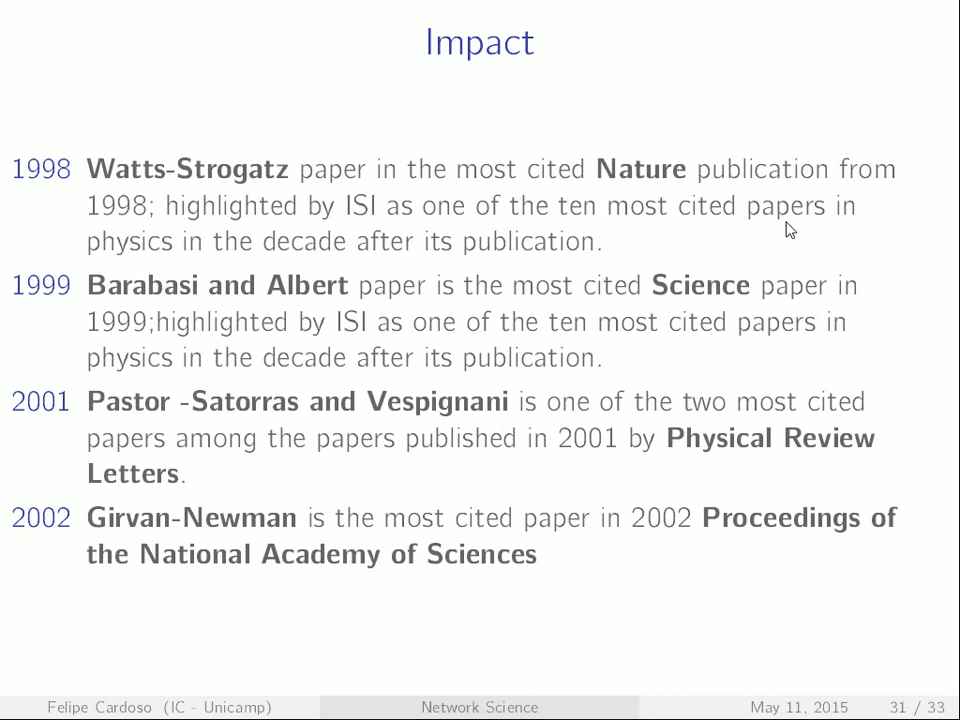 Impact
1998 Watts-Strogatz paper in the most cited Nature publication from
1998; highlighted by ISI as one of the ten most cited papers in
physics in the decade after its publication.
1999 Barabasi and Albert paper is the most cited Science paper in
1999;highlighted by ISI as one of the ten most cited papers in
physics in the decade after its publication.
2001 Pastor -Satorras and Vespignani is one of the two most cited
papers among the papers published in 2001 by Physical Review
Letters.
2002 Girvan-Newman is the most cited paper in 2002 Proceedings of
the National Academy of Sciences
Felipe Cardoso (IC - Unicamp) Network Science May 11, 2015 31 / 33